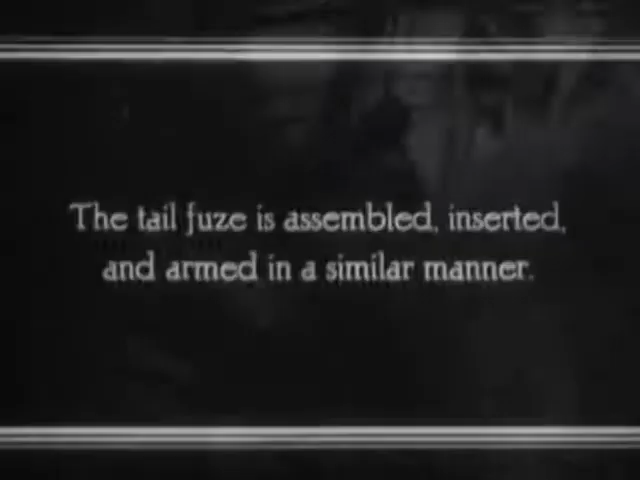 The tail fuze is assembled, inserted,
and armed in a similar manner.